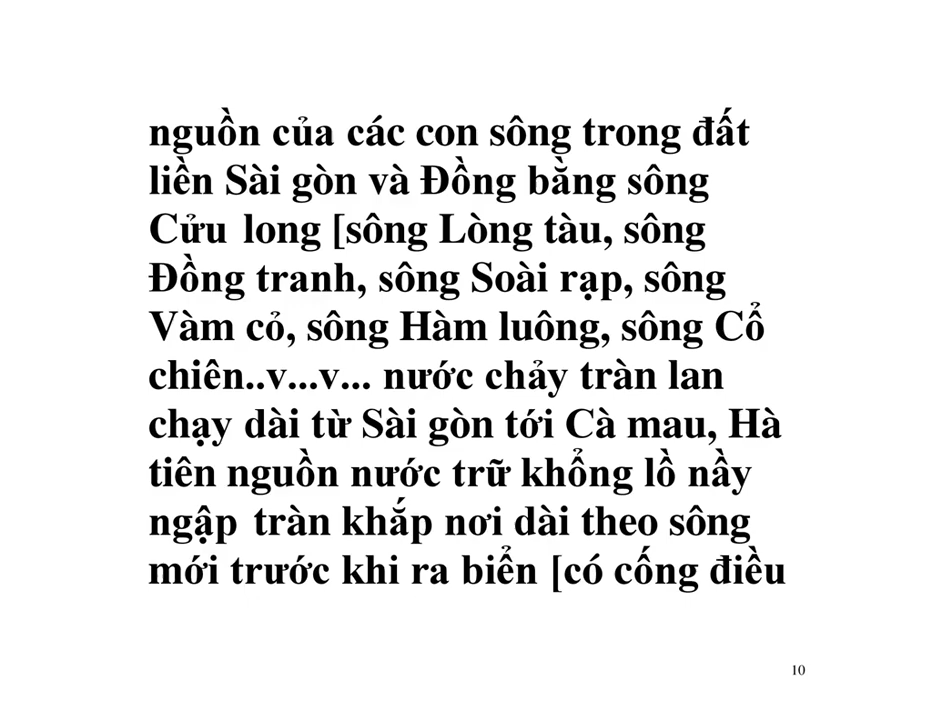 nguồn của các con sông trong đất
liền Sài gòn và Đồng bằng sông
Cửu long [sông Lòng tàu, sông
Đồng tranh, sông Soài rạp, sông
Vàm cỏ, sông Hàm luông, sông Cổ
chiên..v...v... nước chảy tràn lan
chạy dài từ Sài gòn tới Cà mau, Hà
tiên nguồn nước trữ khổng lồ nầy
ngập tràn khắp nơi dài theo sông
mới trước khi ra biển [có cống điều
10